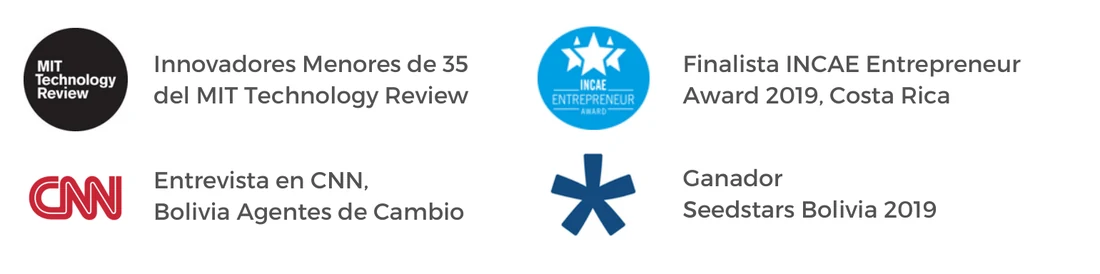 MIT
Technology
Review
Innovadores Menores de 35
del MIT Technology Review
INCAE
ENTREPRENEUR
AWARD
Finalista INCAE Entrepreneur
Award 2019, Costa Rica
CNN
Entrevista en CNN,
Bolivia Agentes de Cambio
Ganador
Seedstars Bolivia 2019